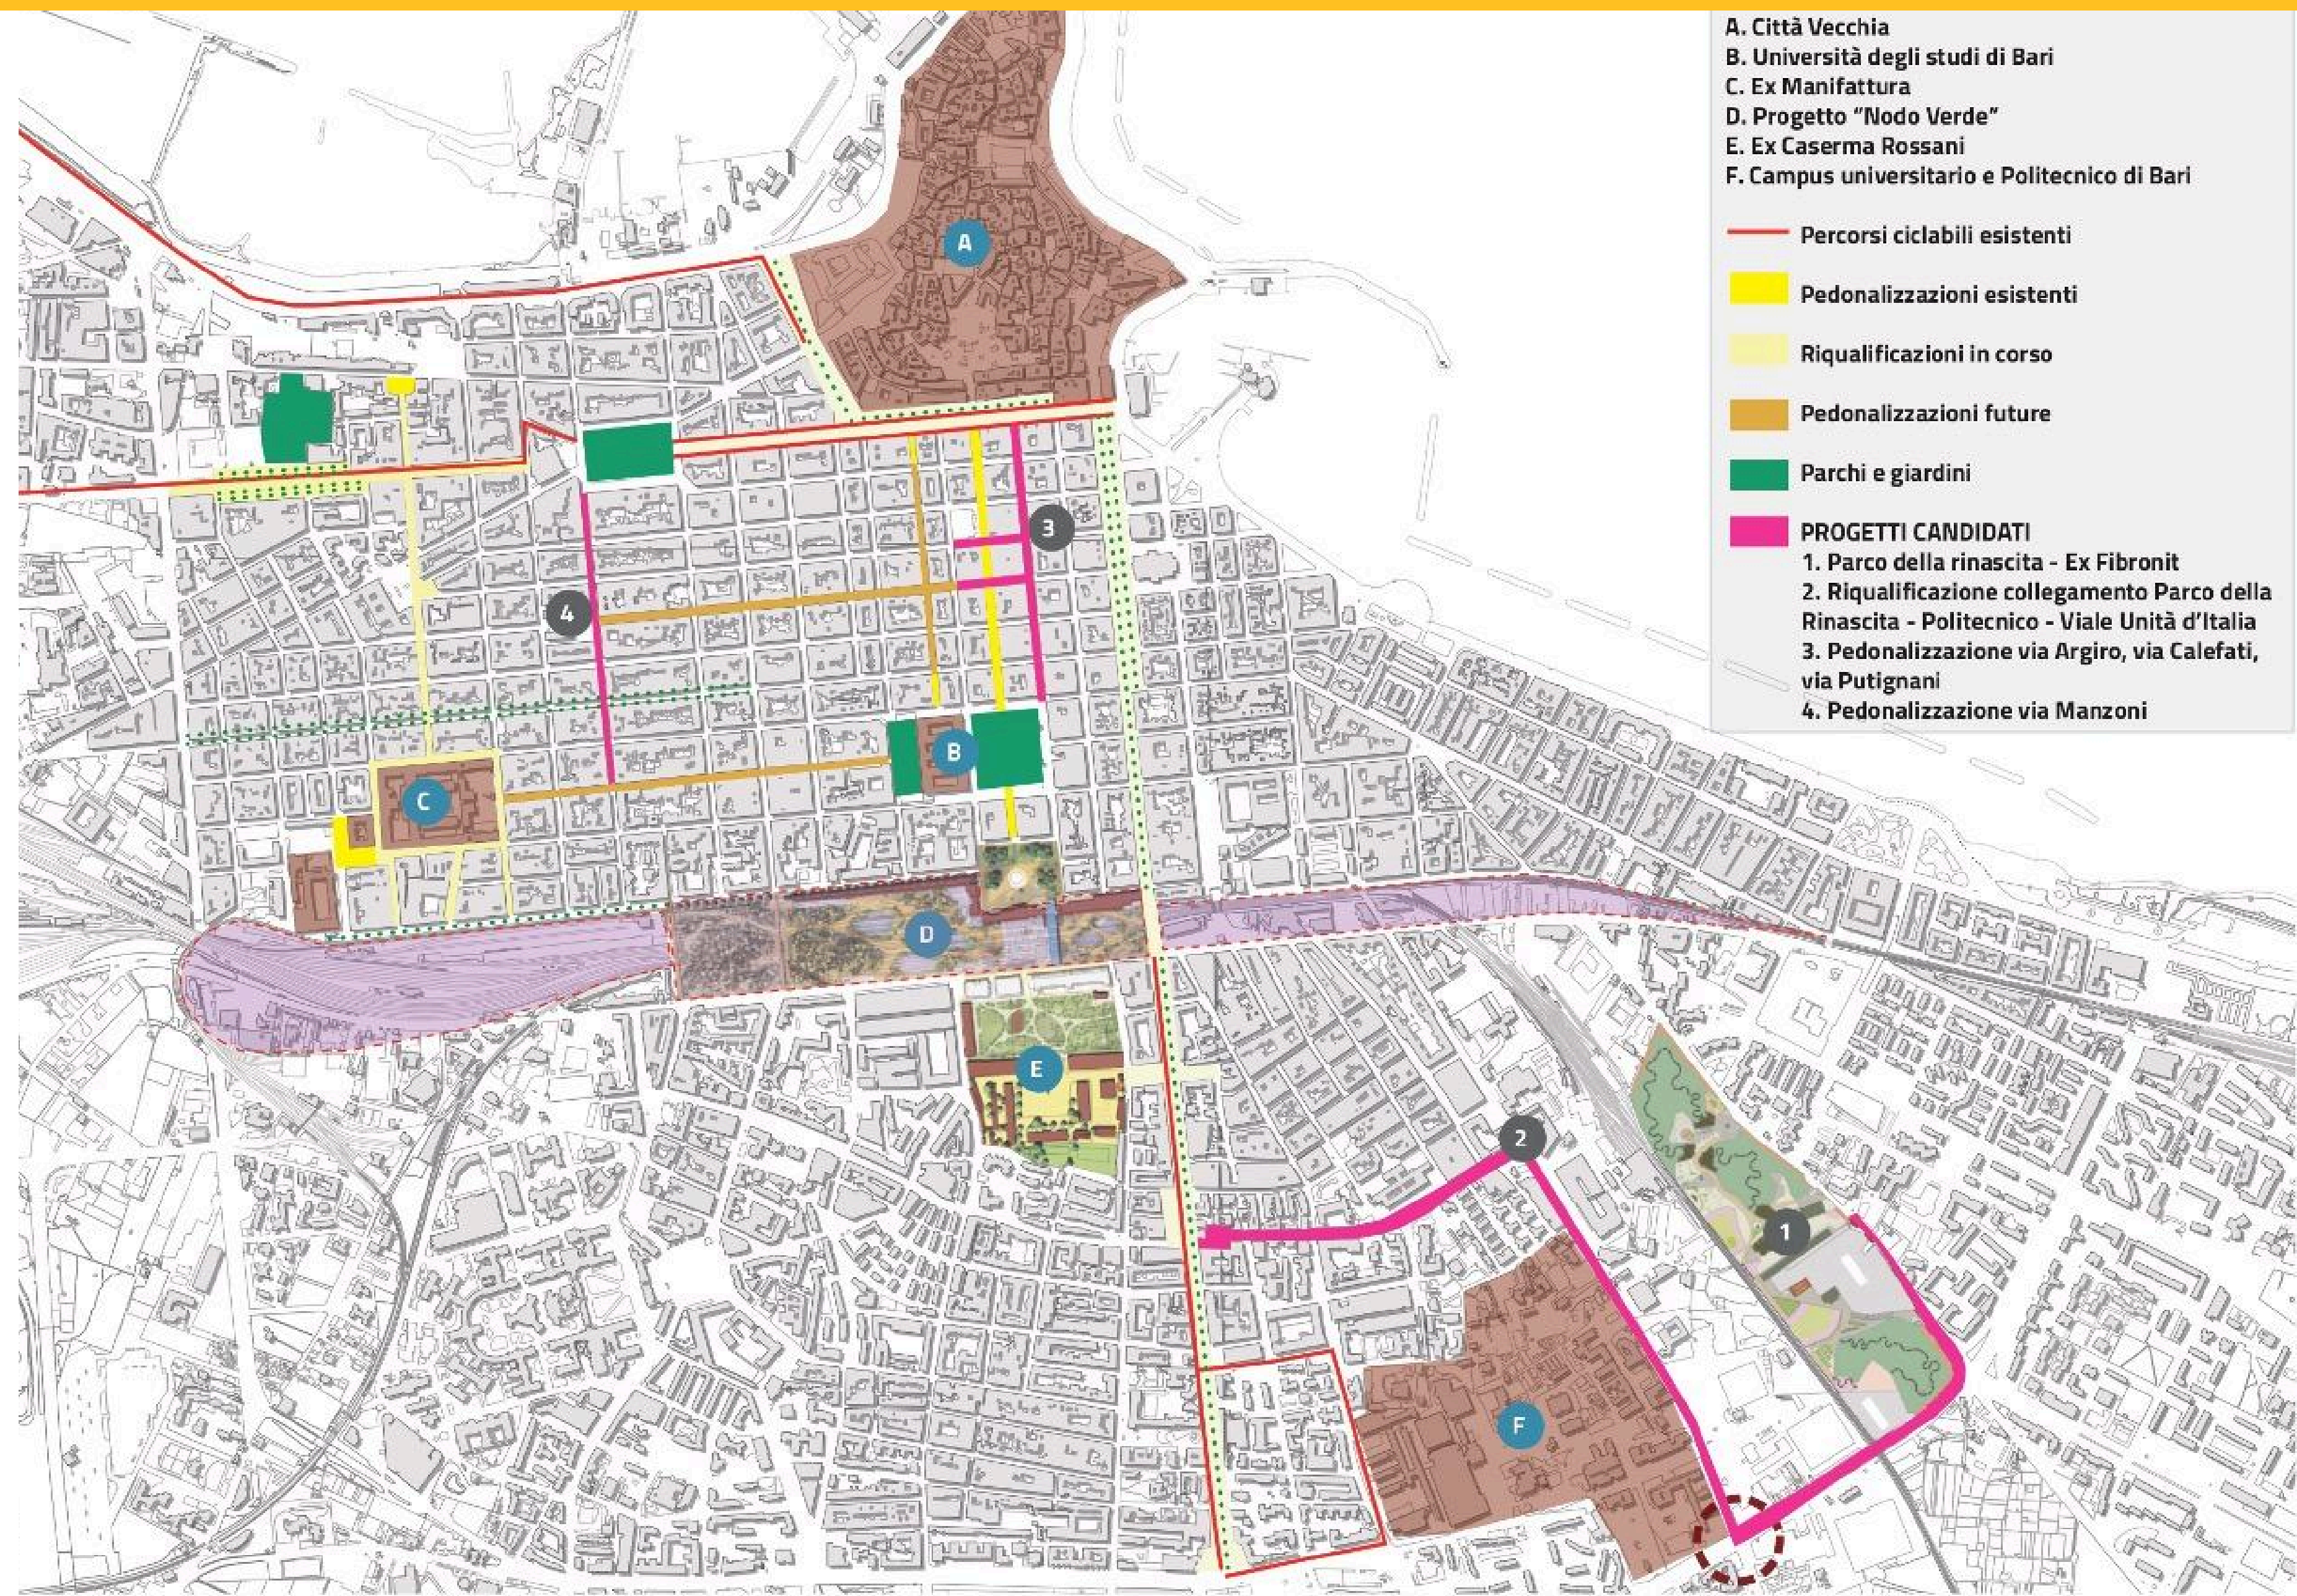 A. Città Vecchia
B. Università degli studi di Bari
C. Ex Manifattura
D. Progetto "Nodo Verde"
E. Ex Caserma Rossani
F. Campus universitario e Politecnico di Bari
Percorsi ciclabili esistenti
Pedonalizzazioni esistenti
Riqualificazioni in corso
Pedonalizzazioni future
Parchi e giardini
PROGETTI CANDIDATI
1. Parco della rinascita - Ex Fibronit
2. Riqualificazione collegamento Parco della
Rinascita - Politecnico - Viale Unità d'Italia
3. Pedonalizzazione via Argiro, via Calefati,
via Putignani
4. Pedonalizzazione via Manzoni
A
3
4
B
C
D
E
2
1
F